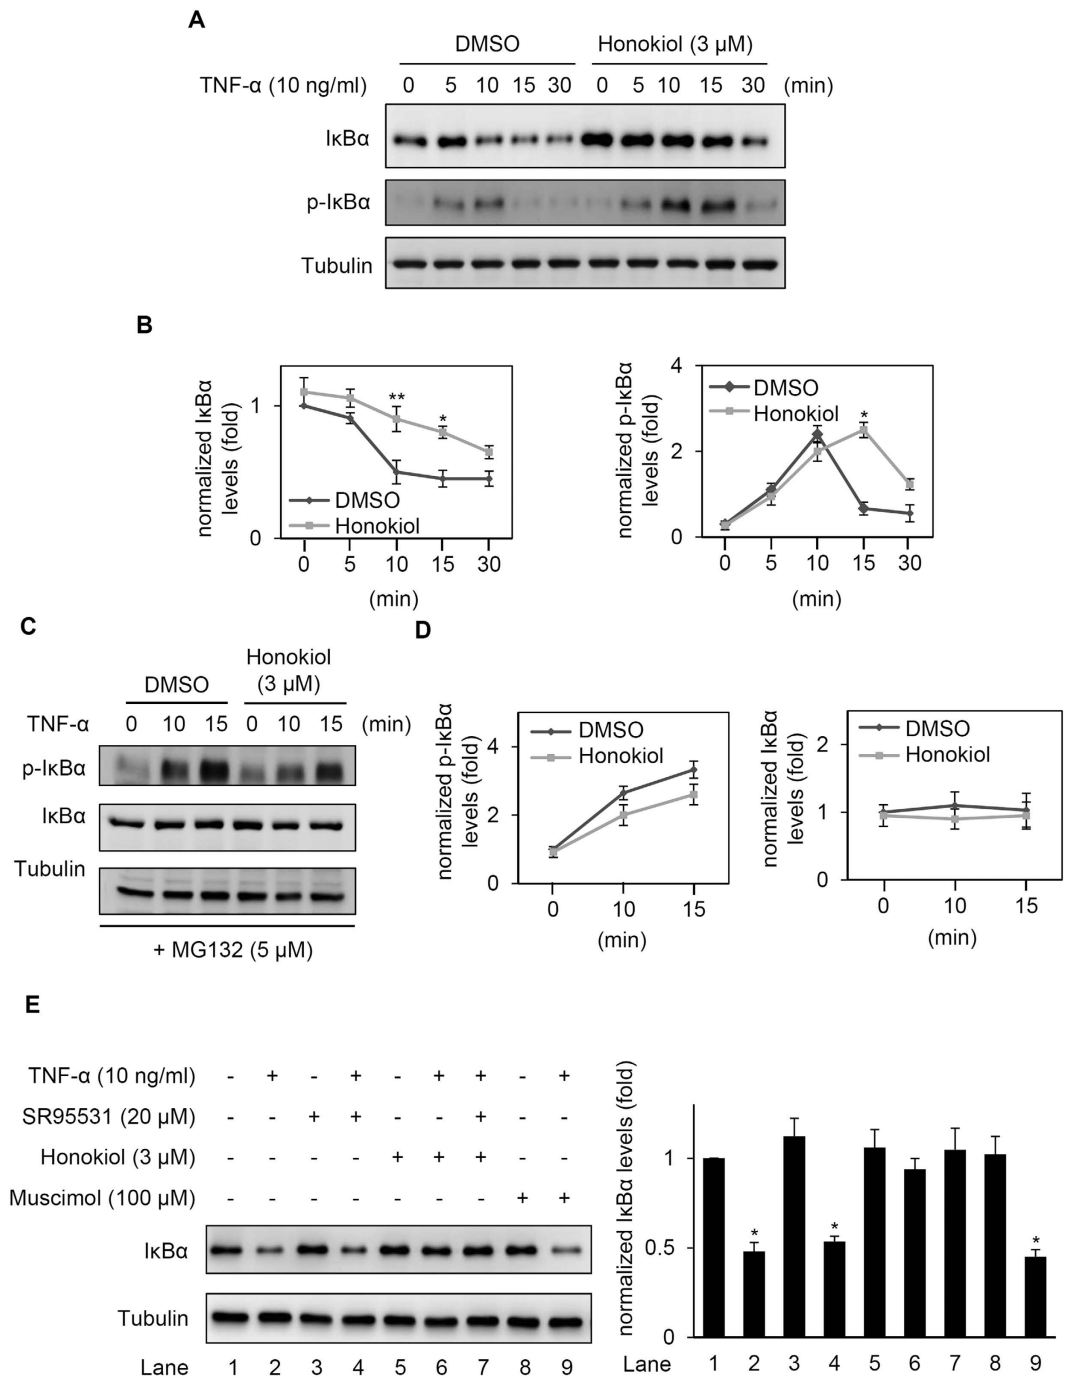 A
DMSO Honokiol (3 µM)
TNF-α (10 ng/ml) 0 5 10 15 30 0 5 10 15 30 (min)
IκBα
p-IκBα
Tubulin
B
normalized IκBα
levels (fold)
1
0
** *
DMSO
Honokiol
0 5 10 15 30
(min)
normalized p-IκBα
levels (fold)
4
2
0
DMSO
Honokiol
*
0 5 10 15 30
(min)
C
DMSO Honokiol
(3 µM)
TNF-α 0 10 15 0 10 15 (min)
p-IκBα
IκBα
Tubulin
+ MG132 (5 µM)
D
normalized p-IκBα
levels (fold)
4
2
0
DMSO
Honokiol
0 10 15
(min)
normalized IκBα
levels (fold)
2
1
0
DMSO
Honokiol
0 10 15
(min)
E
TNF-α (10 ng/ml) - + - + - + + - +
SR95531 (20 µM) - - + + - - + - -
Honokiol (3 µM) - - - - + + + - -
Muscimol (100 µM) - - - - - - - + +
IκBα
Tubulin
Lane 1 2 3 4 5 6 7 8 9
normalized IκBα levels (fold)
1
0.5
0
* * *
Lane 1 2 3 4 5 6 7 8 9